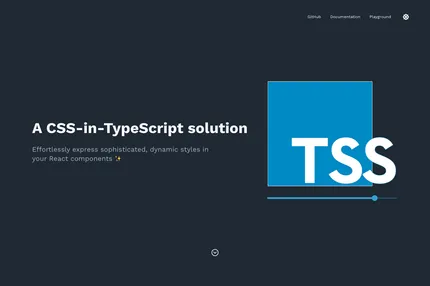 GitHub Documentation Playground
A CSS-in-TypeScript solution
Effortlessly express sophisticated, dynamic styles in
your React components ✨
TSS